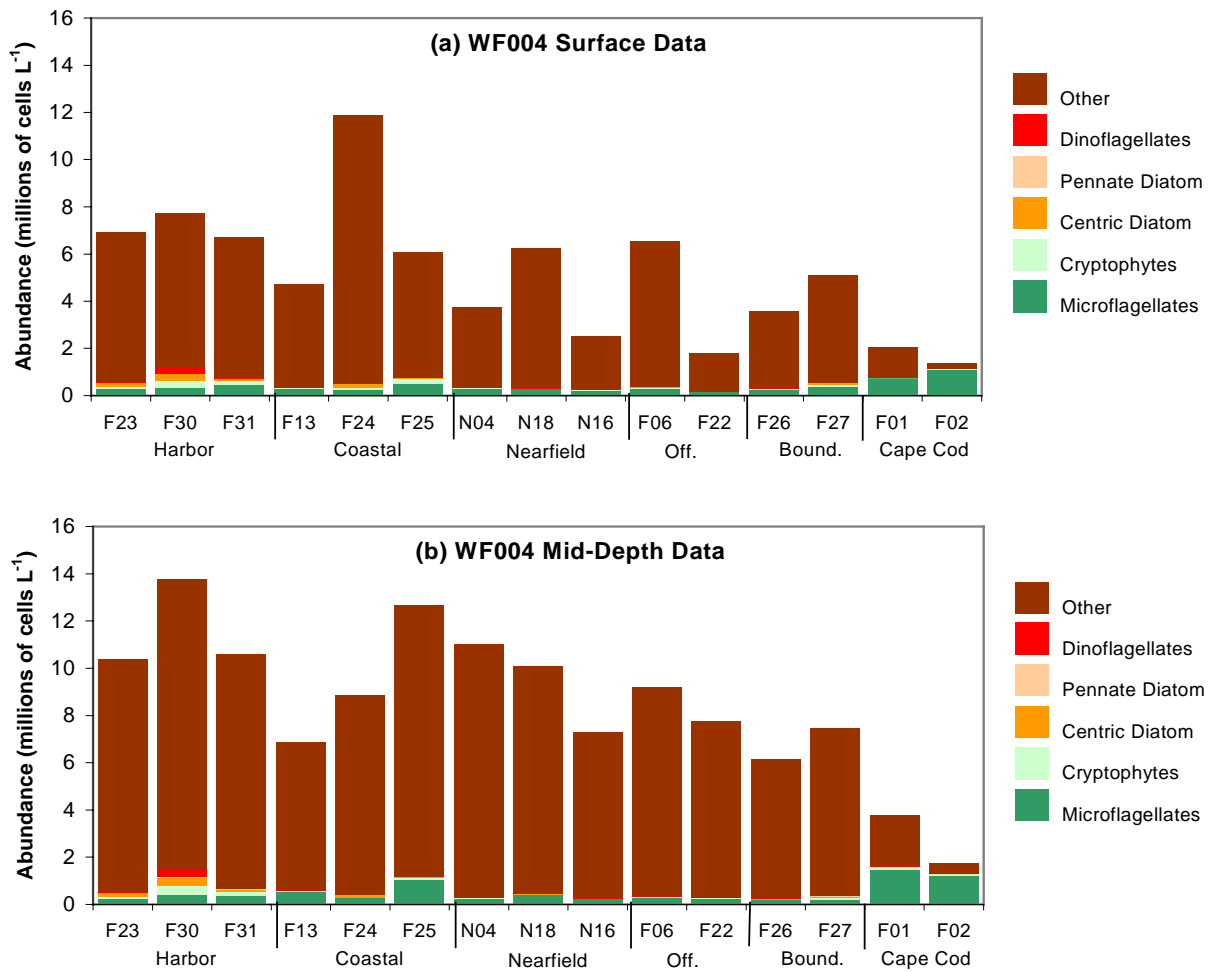 (a) WF004 Surface Data
Abundance (millions of cells L-1)
16
14
12
10
8
6
4
2
0
F23 F30 F31 F13 F24 F25 N04 N18 N16 F06 F22 F26 F27 F01 F02
Harbor Coastal Nearfield Off. Bound. Cape Cod
Other
Dinoflagellates
Pennate Diatom
Centric Diatom
Cryptophytes
Microflagellates
(b) WF004 Mid-Depth Data
Abundance (millions of cells L-1)
16
14
12
10
8
6
4
2
0
F23 F30 F31 F13 F24 F25 N04 N18 N16 F06 F22 F26 F27 F01 F02
Harbor Coastal Nearfield Off. Bound. Cape Cod
Other
Dinoflagellates
Pennate Diatom
Centric Diatom
Cryptophytes
Microflagellates